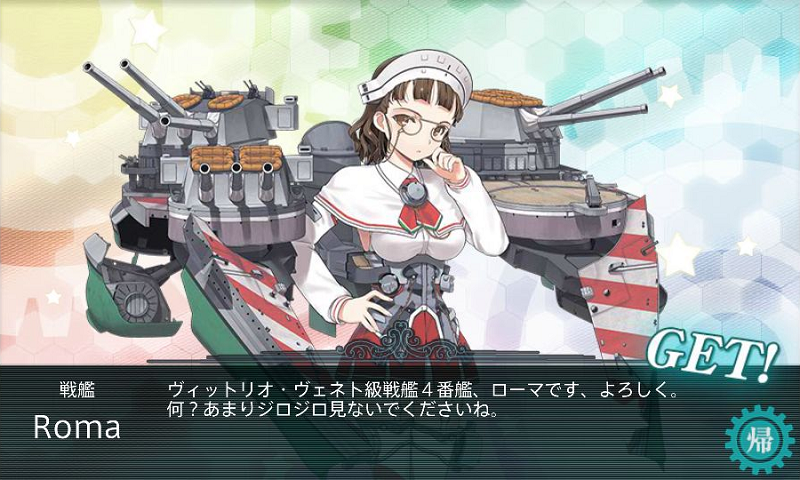 GET!
戦艦
Roma
ヴィットリオ・ヴェネト級戦艦４番艦、ローマです、よろしく。
何？あまりジロジロ見ないでくださいね。
帰